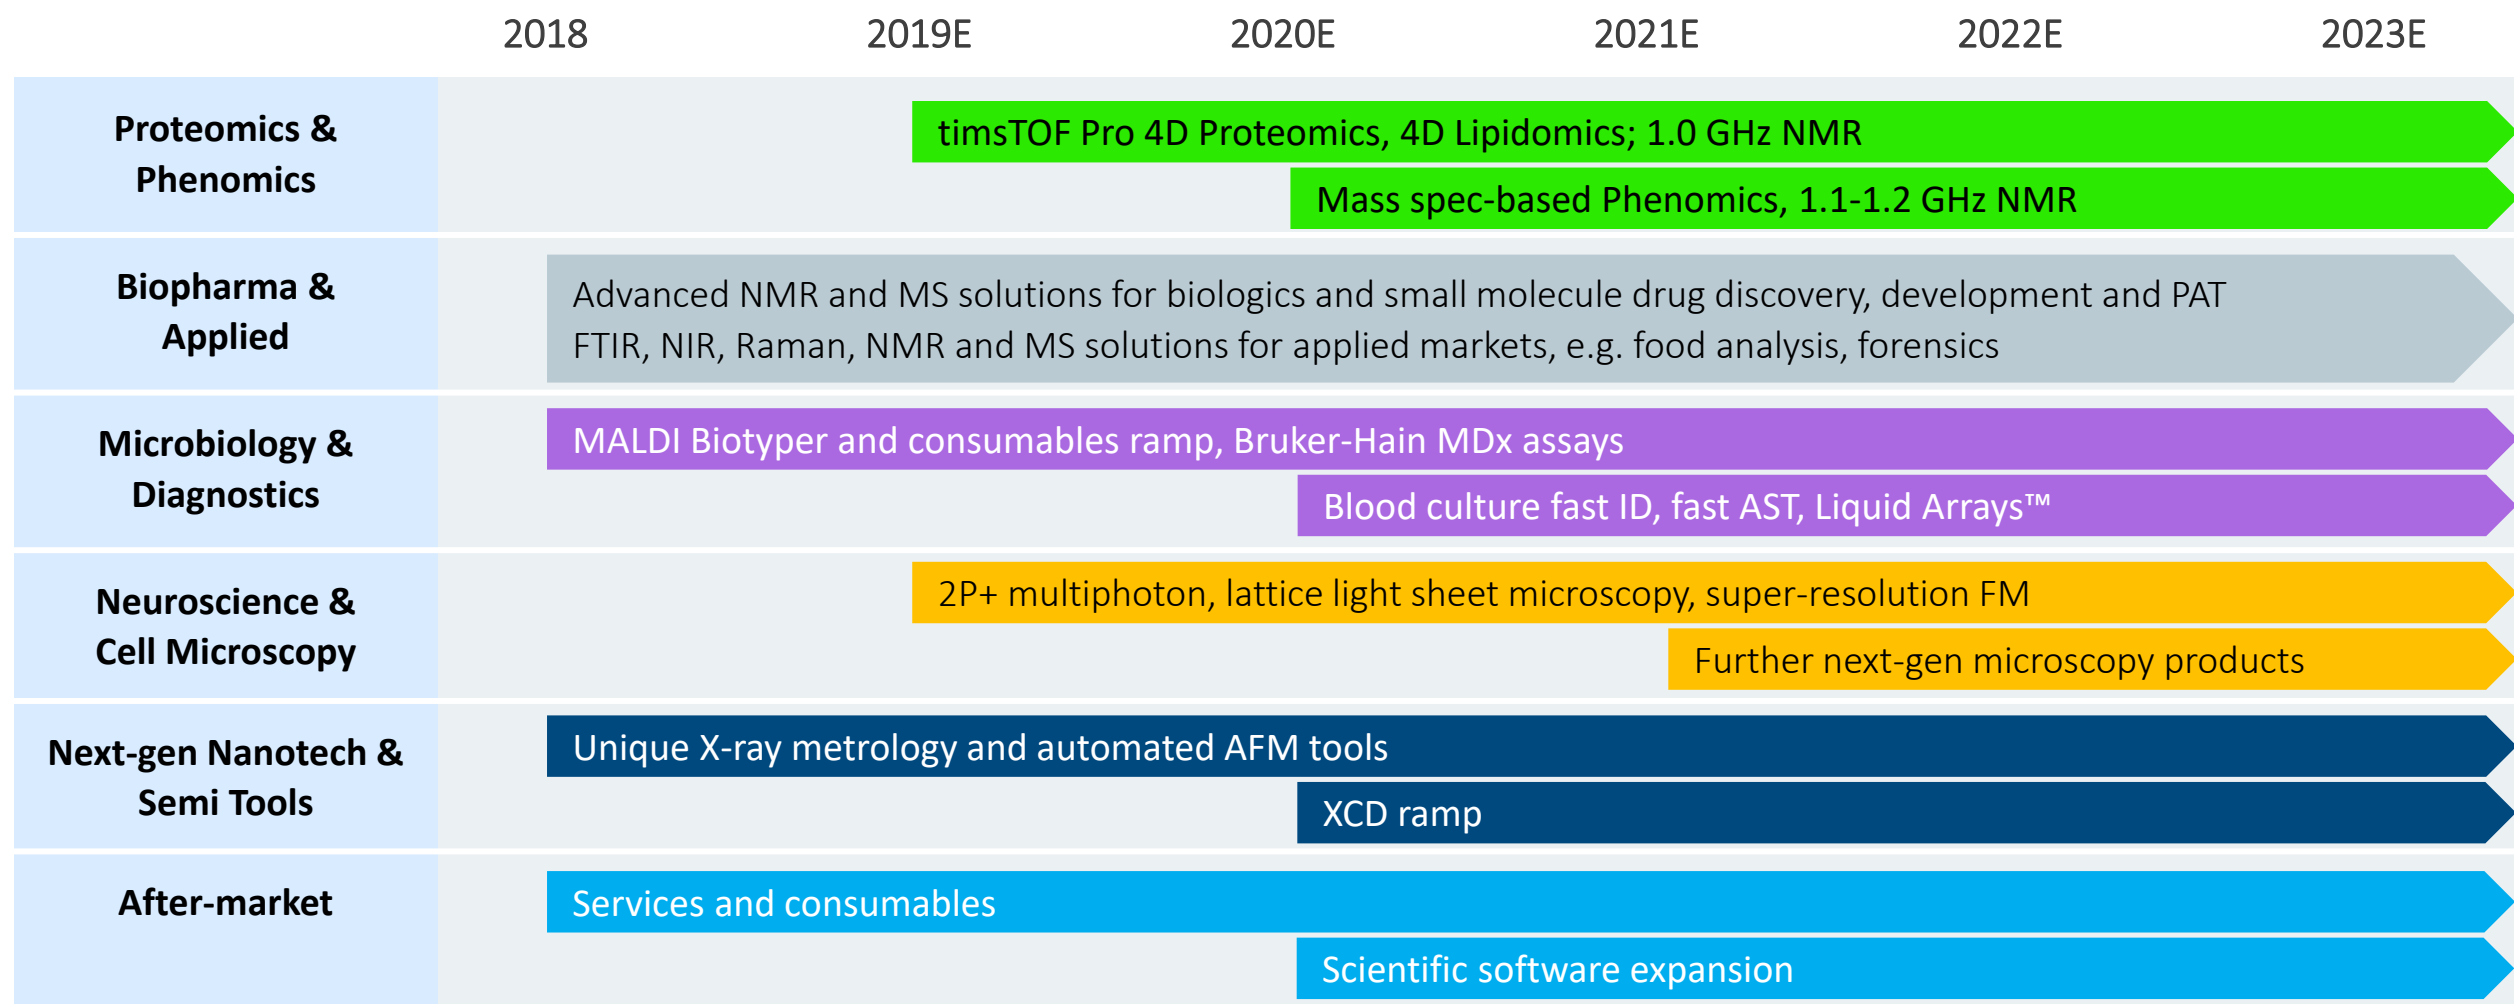 2018 2019E 2020E 2021E 2022E 2023E
Proteomics &
Phenomics
timsTOF Pro 4D Proteomics, 4D Lipidomics; 1.0 GHz NMR
Mass spec-based Phenomics, 1.1-1.2 GHz NMR
Biopharma &
Applied
Advanced NMR and MS solutions for biologics and small molecule drug discovery, development and PAT
FTIR, NIR, Raman, NMR and MS solutions for applied markets, e.g. food analysis, forensics
Microbiology &
Diagnostics
MALDI Biotyper and consumables ramp, Bruker-Hain MDx assays
Blood culture fast ID, fast AST, Liquid Arrays™
Neuroscience &
Cell Microscopy
2P+ multiphoton, lattice light sheet microscopy, super-resolution FM
Further next-gen microscopy products
Next-gen Nanotech &
Semi Tools
Unique X-ray metrology and automated AFM tools
XCD ramp
After-market
Services and consumables
Scientific software expansion